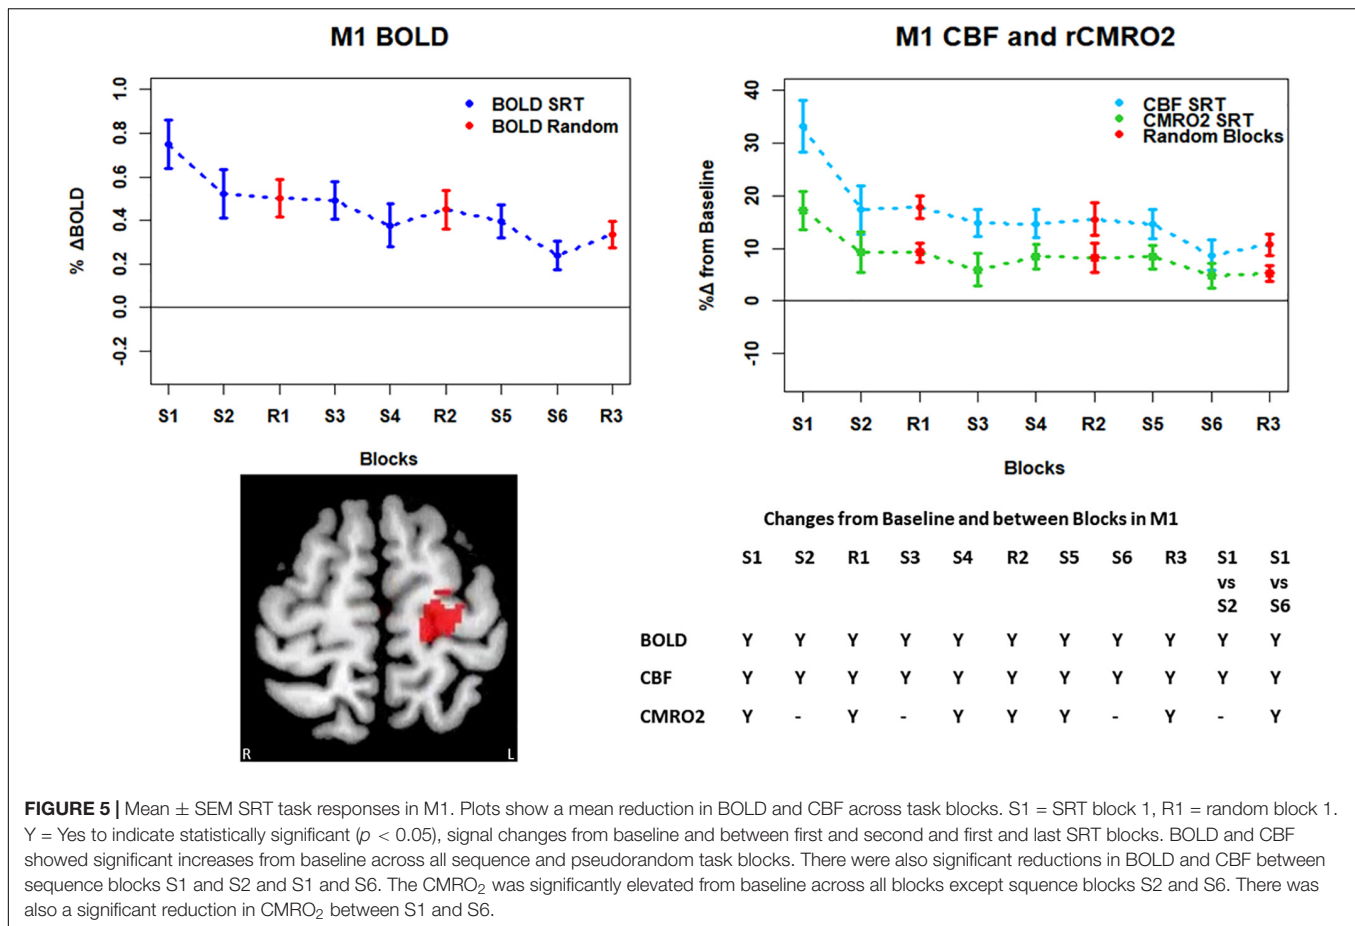 M1 BOLD
1.0
0.8
0.6
0.4
0.2
0.0
-0.2
% ΔBOLD
BOLD SRT
BOLD Random
S1 S2 R1 S3 S4 R2 S5 S6 R3
Blocks
M1 CBF and rCMRO2
40
30
20
10
0
-10
%Δ from Baseline
CBF SRT
CMRO2 SRT
Random Blocks
S1 S2 R1 S3 S4 R2 S5 S6 R3
Blocks
R L
Changes from Baseline and between Blocks in M1
S1 S2 R1 S3 S4 R2 S5 S6 R3 S1 S1
vs vs
S2 S6
BOLD Y Y Y Y Y Y Y Y Y Y Y
CBF Y Y Y Y Y Y Y Y Y Y Y
CMRO2 Y - Y - Y Y Y - Y - Y
FIGURE 5 | Mean ± SEM SRT task responses in M1. Plots show a mean reduction in BOLD and CBF across task blocks. S1 = SRT block 1, R1 = random block 1.
Y = Yes to indicate statistically significant (p < 0.05), signal changes from baseline and between first and second and first and last SRT blocks. BOLD and CBF
showed significant increases from baseline across all sequence and pseudorandom task blocks. There were also significant reductions in BOLD and CBF between
sequence blocks S1 and S2 and S1 and S6. The CMRO₂ was significantly elevated from baseline across all blocks except squence blocks S2 and S6. There was
also a significant reduction in CMRO₂ between S1 and S6.